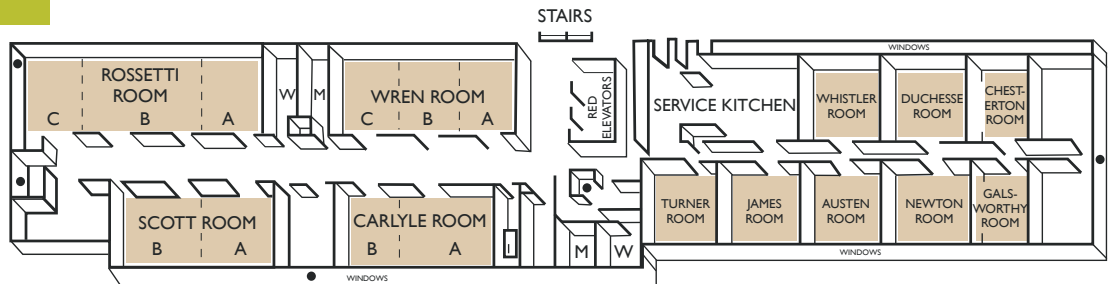 STAIRS
WINDOWS
ROSSETTI
ROOM
C B A
W M
WREN ROOM
C B A
RED
ELEVATORS
SERVICE KITCHEN
WHISTLER
ROOM
DUCHESSE
ROOM
CHEST-
ERTON
ROOM
SCOTT ROOM
B A
CARLYLE ROOM
B A
M W
TURNER
ROOM
JAMES
ROOM
AUSTEN
ROOM
NEWTON
ROOM
GALS-
WORTHY
ROOM
WINDOWS
WINDOWS